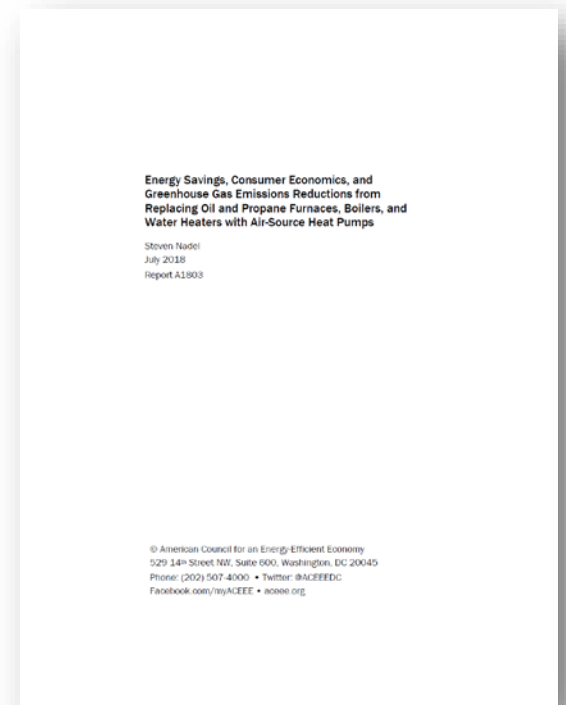 Energy Savings, Consumer Economics, and
Greenhouse Gas Emissions Reductions from
Replacing Oil and Propane Furnaces, Boilers, and
Water Heaters with Air-Source Heat Pumps
Steven Nadel
July 2018
Report A1803
© American Council for an Energy-Efficient Economy
529 14th Street NW, Suite 600, Washington, DC 20045
Phone: (202) 507-4000 • Twitter: @ACEEEDC
Facebook.com/myACEEE • aceee.org